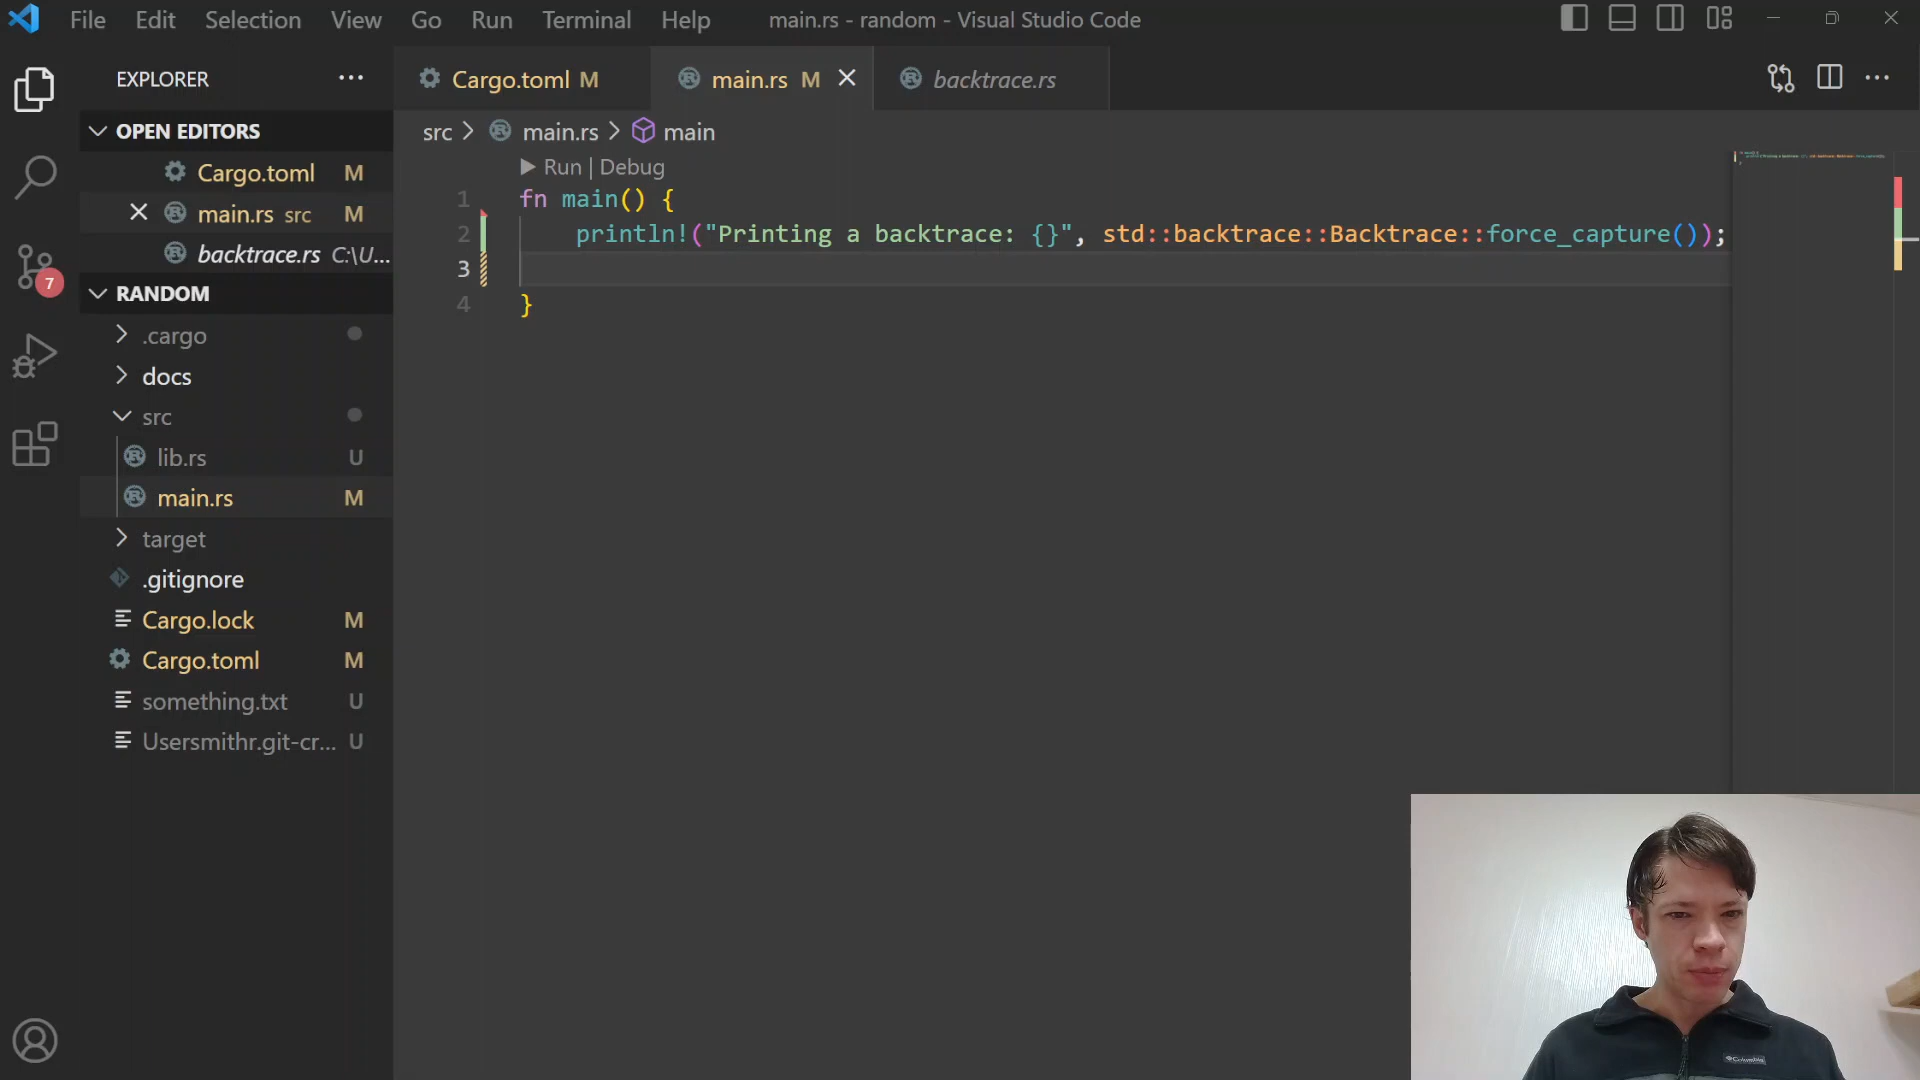 File Edit Selection View Go Run Terminal Help main.rs - random - Visual Studio Code
EXPLORER
Cargo.toml M main.rs M backtrace.rs
OPEN EDITORS
Cargo.toml M
main.rs src M
backtrace.rs C:\U...
7
RANDOM
.cargo
docs
src
lib.rs U
main.rs M
target
.gitignore
Cargo.lock M
Cargo.toml M
something.txt U
Usersmithr.git-cr... U
src > main.rs > main
Run | Debug
1 fn main() {
2 println!("Printing a backtrace: {}", std::backtrace::Backtrace::force_capture());
3
4 }
Columbia